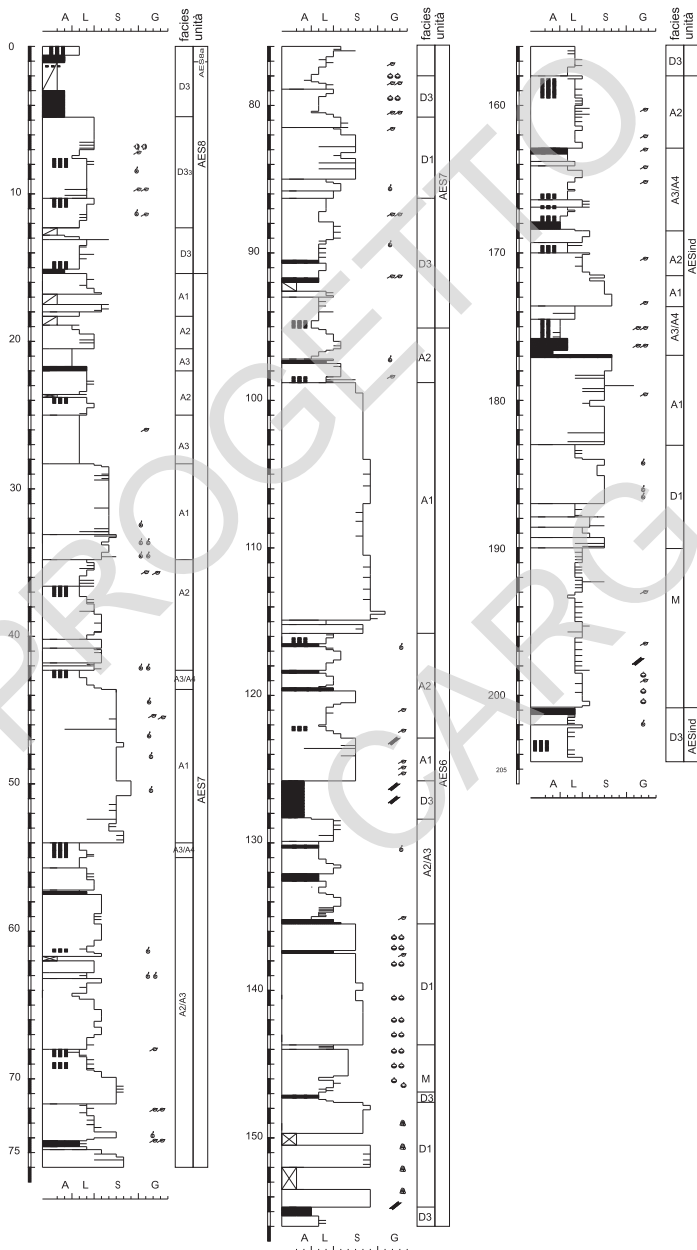 A L S G
facies
unità
0
10
20
30
40
50
60
70
75
D3
D3₃
D3
A1
A2
A3
A2
A3
A1
A2
A3/A4
A1
A3/A4
A2/A3
AES8a
AES8
AES7
A L S G
A L S G
facies
unità
80
90
100
110
120
130
140
150
D3
D1
D3
A2
A1
A2
A1
D3
A2/A3
D1
M
D3
D1
D3
AES7
AES6
A L S G
A L S G
facies
unità
160
170
180
190
200
205
D3
A2
A3/A4
A2
A1
A3/A4
A1
D1
M
D3
AESind
AESind
A L S G
PROGETTO
CARG